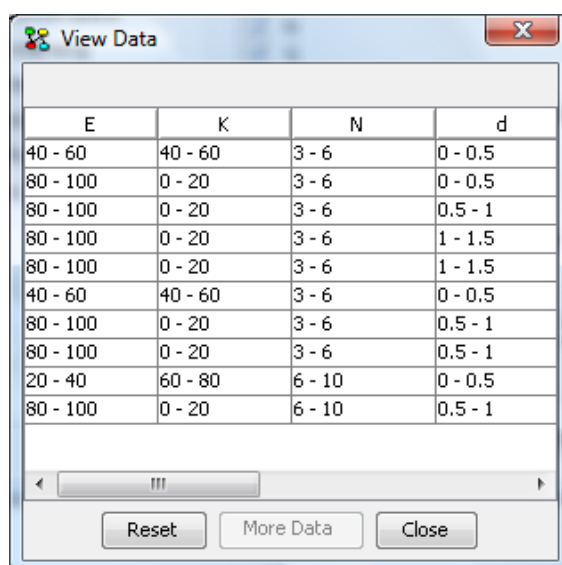 View Data
E K N d
40 - 60 40 - 60 3 - 6 0 - 0.5
80 - 100 0 - 20 3 - 6 0 - 0.5
80 - 100 0 - 20 3 - 6 0.5 - 1
80 - 100 0 - 20 3 - 6 1 - 1.5
80 - 100 0 - 20 3 - 6 1 - 1.5
40 - 60 40 - 60 3 - 6 0 - 0.5
80 - 100 0 - 20 3 - 6 0.5 - 1
80 - 100 0 - 20 3 - 6 0.5 - 1
20 - 40 60 - 80 6 - 10 0 - 0.5
80 - 100 0 - 20 6 - 10 0.5 - 1
Reset More Data Close